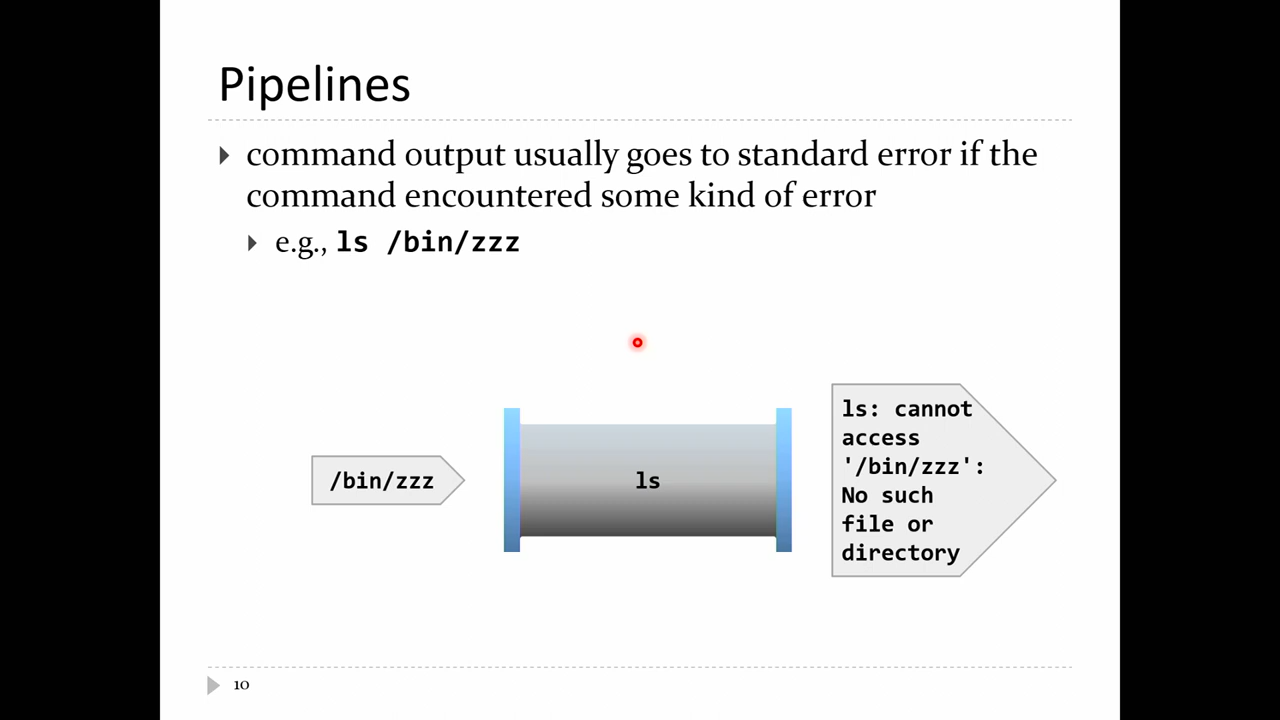 Pipelines
command output usually goes to standard error if the
command encountered some kind of error
e.g., ls /bin/zzz
/bin/zzz
ls
ls: cannot
access
'/bin/zzz':
No such
file or
directory
10